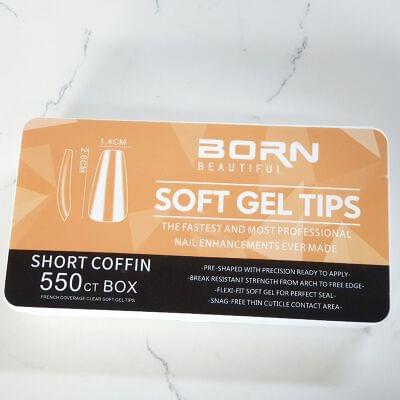 1.4CM
2.6CM
BORN
BEAUTIFUL
SOFT GEL TIPS
THE FASTEST AND MOST PROFESSIONAL
NAIL ENHANCEMENTS EVER MADE
SHORT COFFIN
550CT BOX
FRENCH COVERAGE CLEAR SOFT GEL TIPS
-PRE-SHAPED WITH PRECISION READY TO APPLY-
-BREAK RESISTANT STRENGTH FROM ARCH TO FREE EDGE-
-FLEXI-FIT SOFT GEL FOR PERFECT SEAL-
-SNAG-FREE THIN CUTICLE CONTACT AREA-